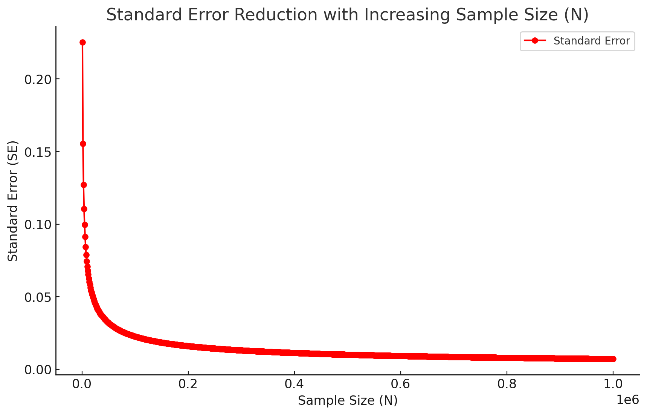 Standard Error Reduction with Increasing Sample Size (N)
Standard Error
0.20
0.15
0.10
0.05
0.00
Standard Error (SE)
0.0 0.2 0.4 0.6 0.8 1.0
1e6
Sample Size (N)